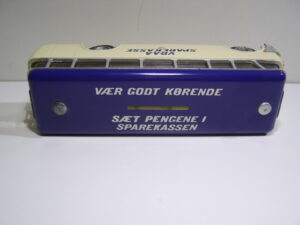 VRAA
SPAREKASSE
VÆR GODT KØRENDE
SÆT PENGENE I
SPAREKASSEN